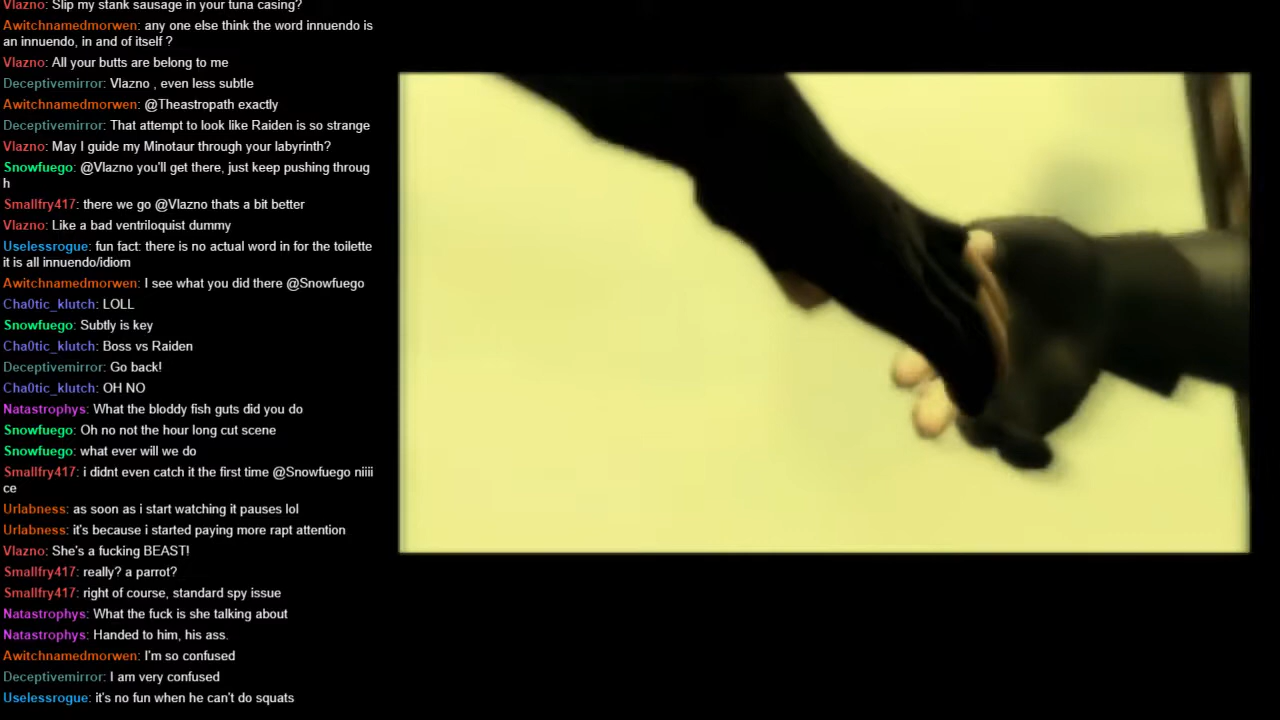 Vlazno: Slip my stank sausage in your tuna casing?
Awitchnamedmorwen: any one else think the word innuendo is
an innuendo, in and of itself ?
Vlazno: All your butts are belong to me
Deceptivemirror: Vlazno , even less subtle
Awitchnamedmorwen: @Theastropath exactly
Deceptivemirror: That attempt to look like Raiden is so strange
Vlazno: May I guide my Minotaur through your labyrinth?
Snowfuego: @Vlazno you'll get there, just keep pushing throug
h
Smallfry417: there we go @Vlazno thats a bit better
Vlazno: Like a bad ventriloquist dummy
Uselessrogue: fun fact: there is no actual word in for the toilette
it is all innuendo/idiom
Awitchnamedmorwen: I see what you did there @Snowfuego
Cha0tic_klutch: LOLL
Snowfuego: Subtly is key
Cha0tic_klutch: Boss vs Raiden
Deceptivemirror: Go back!
Cha0tic_klutch: OH NO
Natastrophys: What the bloddy fish guts did you do
Snowfuego: Oh no not the hour long cut scene
Snowfuego: what ever will we do
Smallfry417: i didnt even catch it the first time @Snowfuego niiii
ce
Urlabness: as soon as i start watching it pauses lol
Urlabness: it's because i started paying more rapt attention
Vlazno: She's a fucking BEAST!
Smallfry417: really? a parrot?
Smallfry417: right of course, standard spy issue
Natastrophys: What the fuck is she talking about
Natastrophys: Handed to him, his ass.
Awitchnamedmorwen: I'm so confused
Deceptivemirror: I am very confused
Uselessrogue: it's no fun when he can't do squats